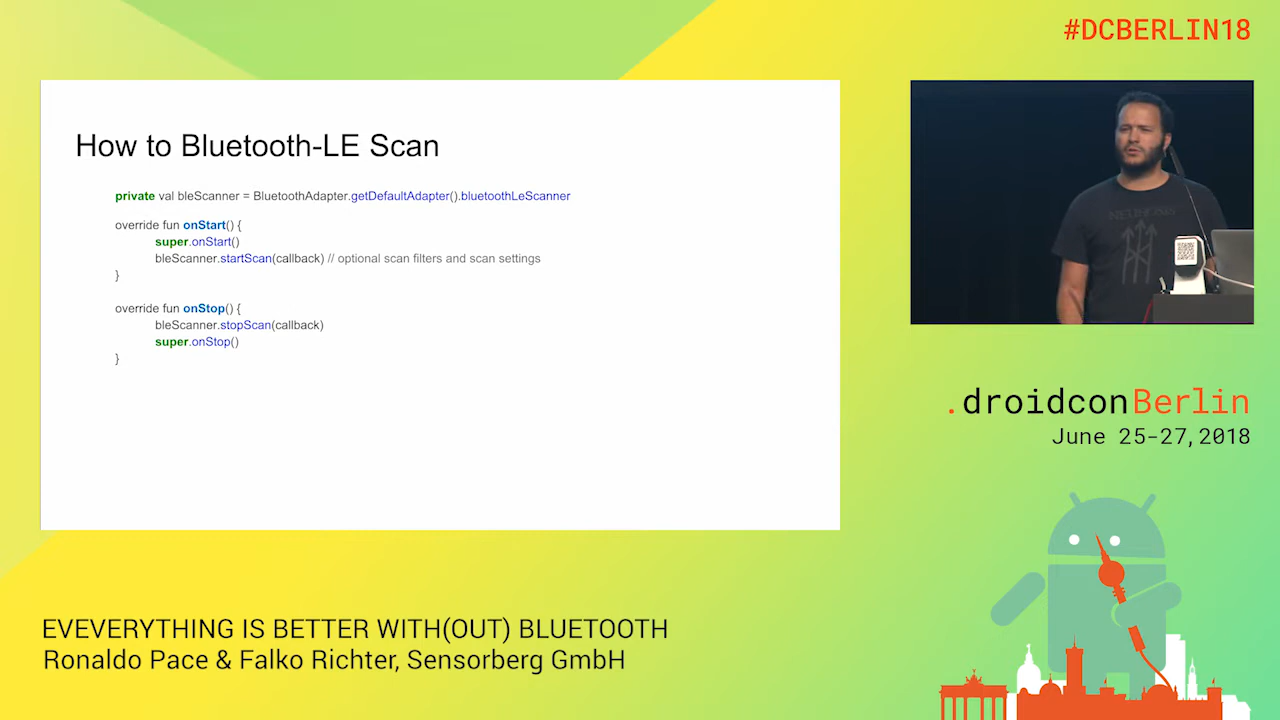 #DCBERLIN18
How to Bluetooth-LE Scan
private val bleScanner = BluetoothAdapter.getDefaultAdapter().bluetoothLeScanner
override fun onStart() {
super.onStart()
bleScanner.startScan(callback) // optional scan filters and scan settings
}
override fun onStop() {
bleScanner.stopScan(callback)
super.onStop()
}
.droidconBerlin
June 25-27,2018
EVEVERYTHING IS BETTER WITH(OUT) BLUETOOTH
Ronaldo Pace & Falko Richter, Sensorberg GmbH